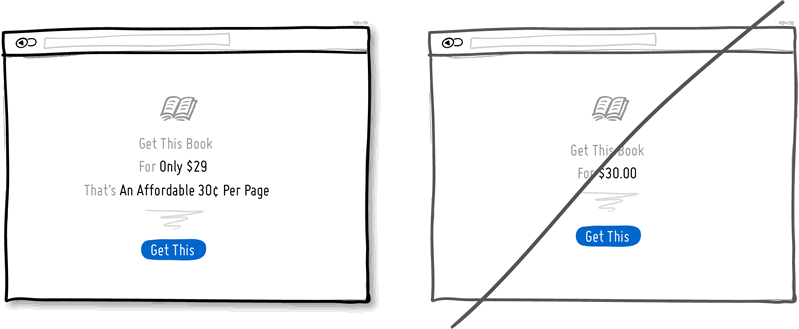 Get This Book
For Only $29
That's An Affordable 30¢ Per Page
Get This
Get This Book
For $30.00
Get This